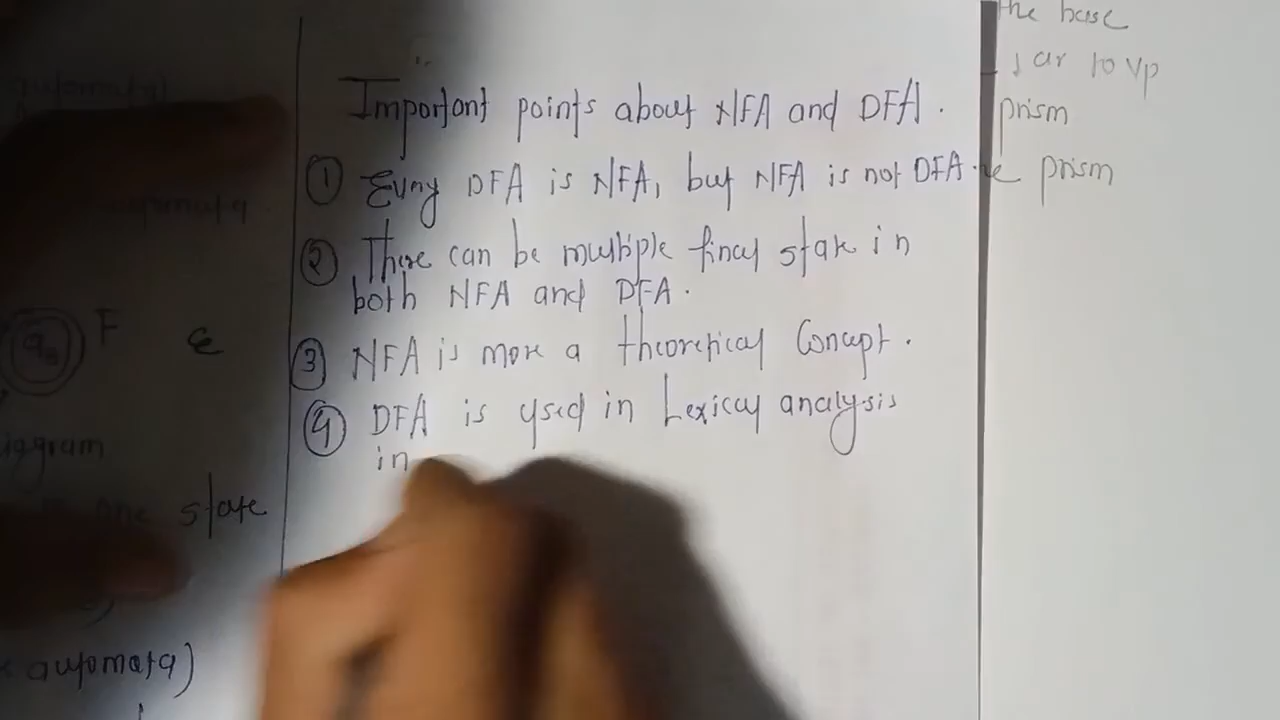 Important points about NFA and DFA.
① Every DFA is NFA, but NFA is not DFA.
② There can be multiple final state in
both NFA and DFA.
③ NFA is more a theoretical Concept.
④ DFA is used in Lexical analysis
in
the base
prism
prism
F ε
one state
automata)